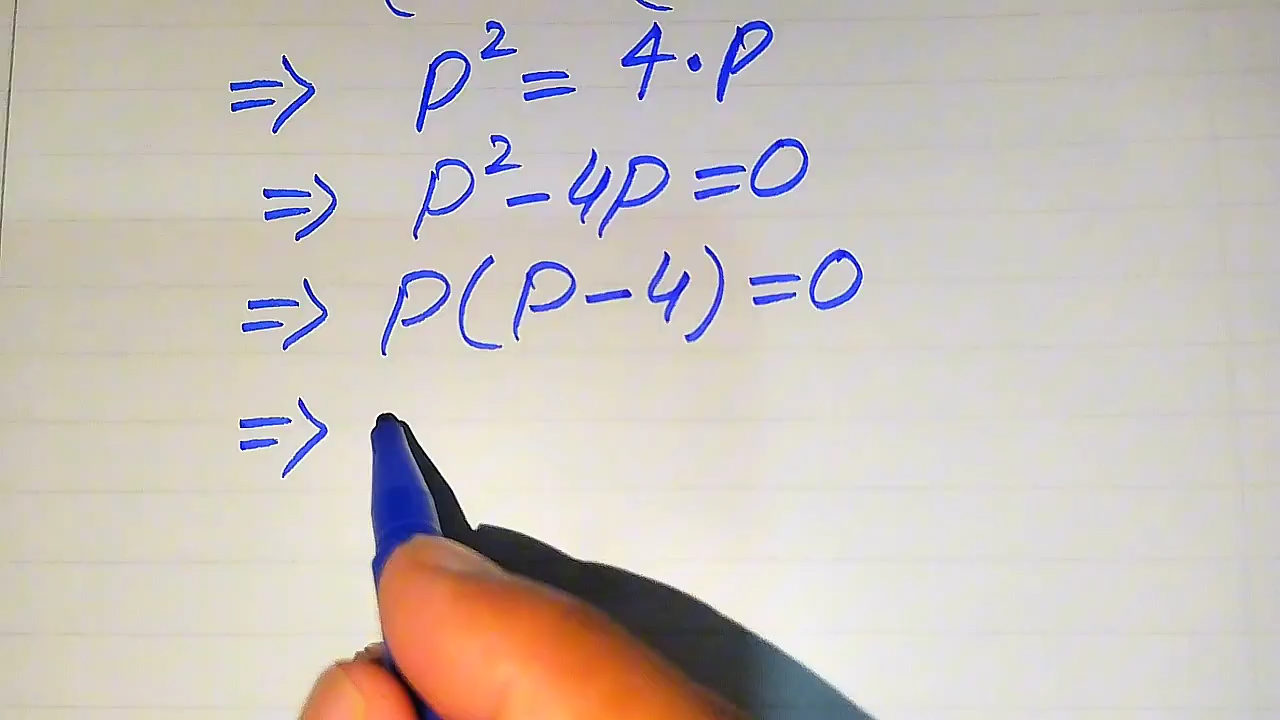 => P² = 4·P
=> P² - 4P = 0
=> P(P - 4) = 0
=>